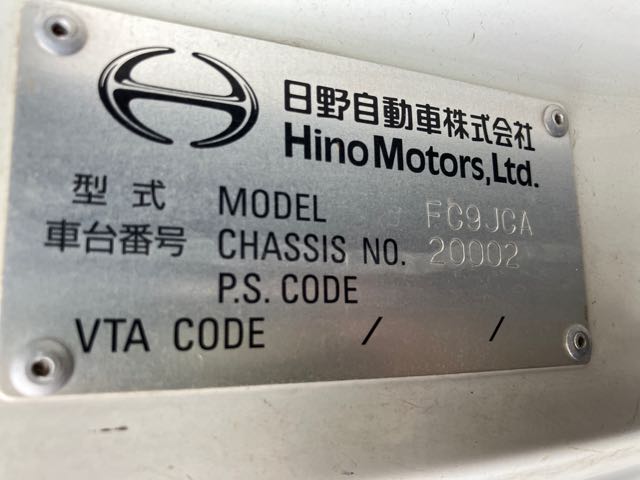 日野自動車株式会社
Hino Motors, Ltd.
型式 MODEL FC9JCA
車台番号 CHASSIS NO. 20002
P.S. CODE
VTA CODE / /